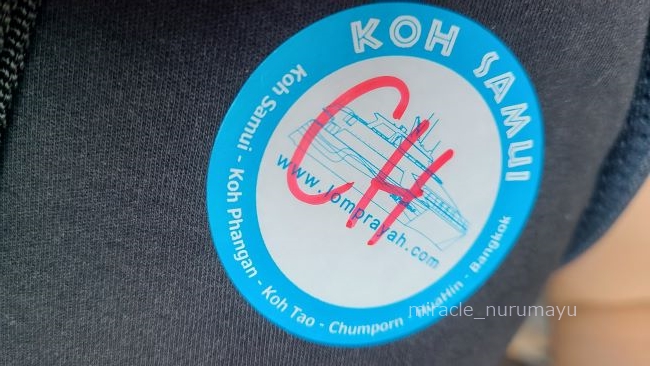 KOH SAMUI
Koh Samui - Koh Phangan - Koh Tao - Chumporn - HuaHin - Bangkok
www.lomprayah.com
CH
miracle_nurumayu